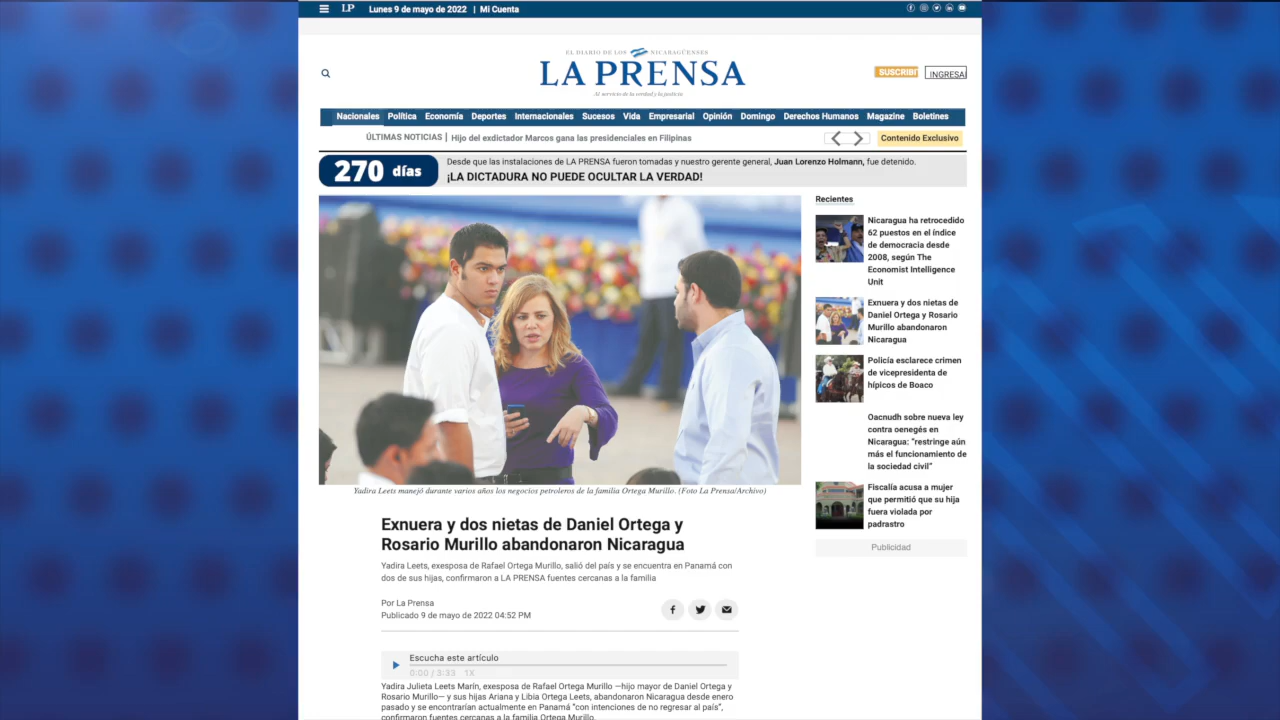 LP Lunes 9 de mayo de 2022 | Mi Cuenta
EL DIARIO DE LOS NICARAGÜENSES
LA PRENSA
Al servicio de la verdad y la justicia
SUSCRIBI
INGRESA
Nacionales Política Economía Deportes Internacionales Sucesos Vida Empresarial Opinión Domingo Derechos Humanos Magazine Boletines
ÚLTIMAS NOTICIAS | Hijo del exdictador Marcos gana las presidenciales en Filipinas
Contenido Exclusivo
270 días
Desde que las instalaciones de LA PRENSA fueron tomadas y nuestro gerente general, Juan Lorenzo Holmann, fue detenido.
¡LA DICTADURA NO PUEDE OCULTAR LA VERDAD!
Yadira Leets manejó durante varios años los negocios petroleros de la familia Ortega Murillo. (Foto La Prensa/Archivo)
Exnuera y dos nietas de Daniel Ortega y
Rosario Murillo abandonaron Nicaragua
Yadira Leets, exesposa de Rafael Ortega Murillo, salió del país y se encuentra en Panamá con
dos de sus hijas, confirmaron a LA PRENSA fuentes cercanas a la familia
Por La Prensa
Publicado 9 de mayo de 2022 04:52 PM
Escucha este artículo
0:00 / 3:33 1X
Yadira Julieta Leets Marín, exesposa de Rafael Ortega Murillo —hijo mayor de Daniel Ortega y
Rosario Murillo— y sus hijas Ariana y Libia Ortega Leets, abandonaron Nicaragua desde enero
pasado y se encontrarían actualmente en Panamá "con intenciones de no regresar al país",
confirmaron fuentes cercanas a la familia Ortega Murillo.
Recientes
Nicaragua ha retrocedido
62 puestos en el índice
de democracia desde
2008, según The
Economist Intelligence
Unit
Exnuera y dos nietas de
Daniel Ortega y Rosario
Murillo abandonaron
Nicaragua
Policía esclarece crimen
de vicepresidenta de
hípicos de Boaco
Oacnudh sobre nueva ley
contra oenegés en
Nicaragua: "restringe aún
más el funcionamiento de
la sociedad civil"
Fiscalía acusa a mujer
que permitió que su hija
fuera violada por
padrastro
Publicidad